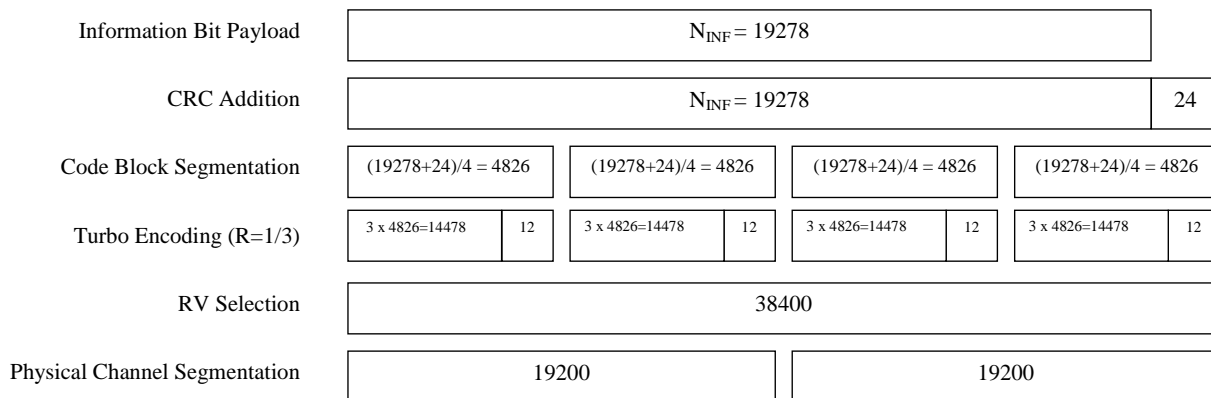 Information Bit Payload N_INF = 19278
CRC Addition N_INF = 19278 24
Code Block Segmentation (19278+24)/4 = 4826 (19278+24)/4 = 4826 (19278+24)/4 = 4826 (19278+24)/4 = 4826
Turbo Encoding (R=1/3) 3 x 4826=14478 12 3 x 4826=14478 12 3 x 4826=14478 12 3 x 4826=14478 12
RV Selection 38400
Physical Channel Segmentation 19200 19200